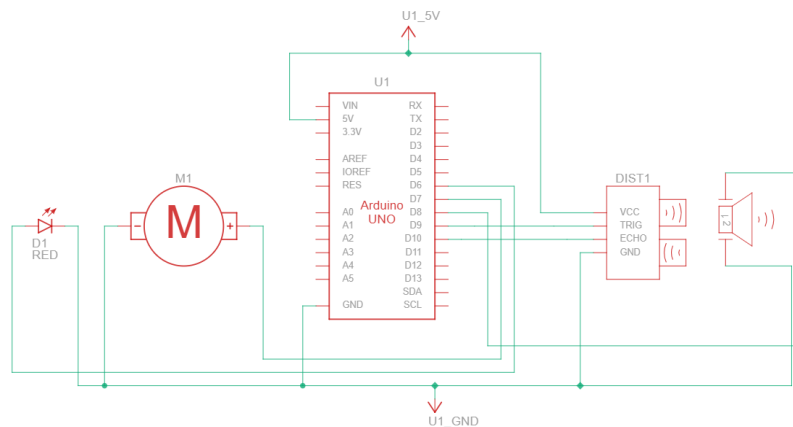 U1_5V
U1
VIN
5V
3.3V
AREF
IOREF
RES
A0
A1
A2
A3
A4
A5
GND
Arduino
UNO
RX
TX
D2
D3
D4
D5
D6
D7
D8
D9
D10
D11
D12
D13
SDA
SCL
M1
M
-
+
D1
RED
DIST1
VCC
TRIG
ECHO
GND
1 2
U1_GND